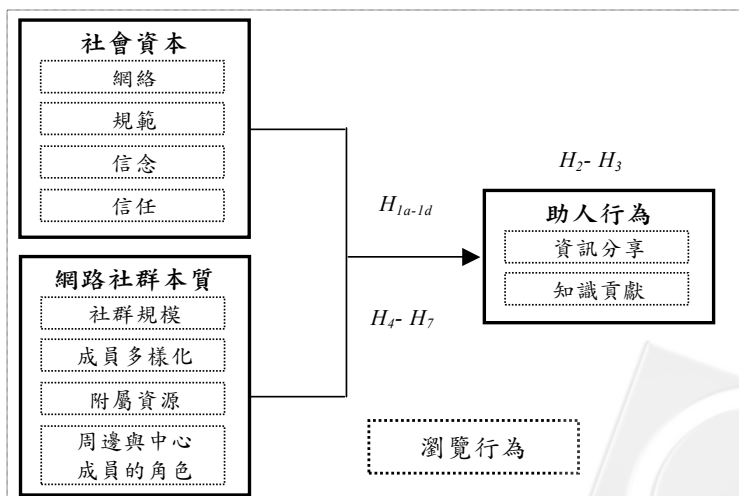 社會資本
網絡
規範
信念
信任
網路社群本質
社群規模
成員多樣化
附屬資源
周邊與中心
成員的角色
H1a-1d
H4- H7
H2- H3
助人行為
資訊分享
知識貢獻
瀏覽行為